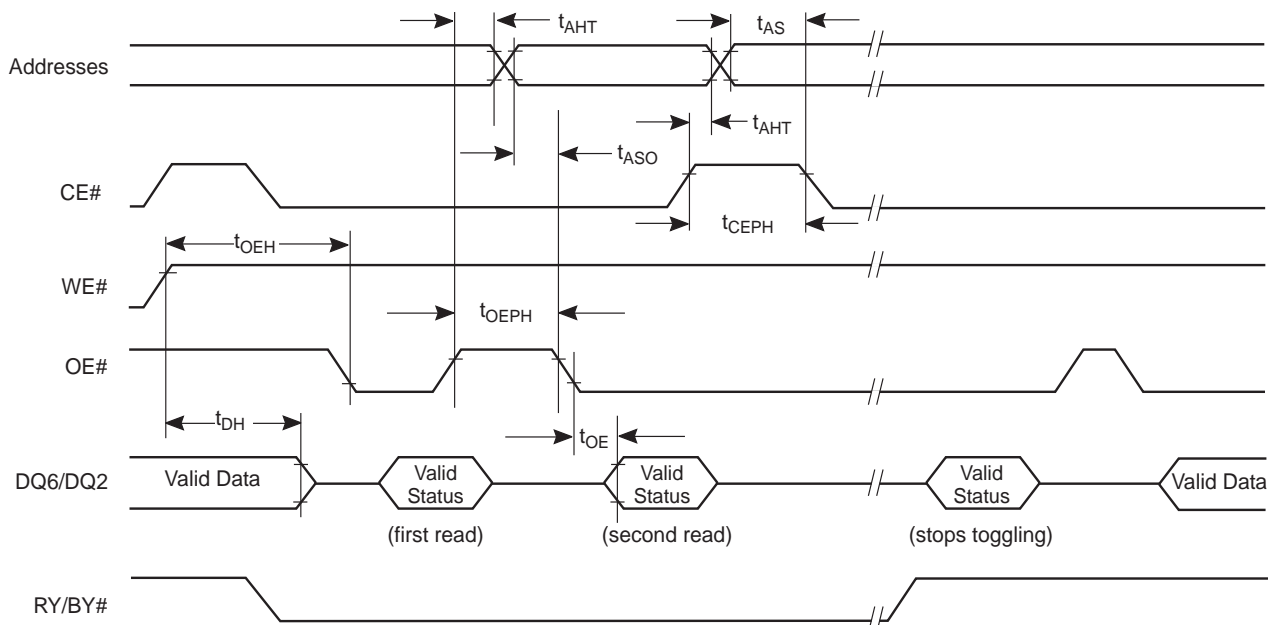 tAHT
tAS
Addresses
tAHT
tASO
CE#
tCEPH
tOEH
WE#
tOEPH
OE#
tDH
tOE
DQ6/DQ2
Valid Data
Valid
Status
Valid
Status
Valid
Status
Valid Data
(first read)
(second read)
(stops toggling)
RY/BY#